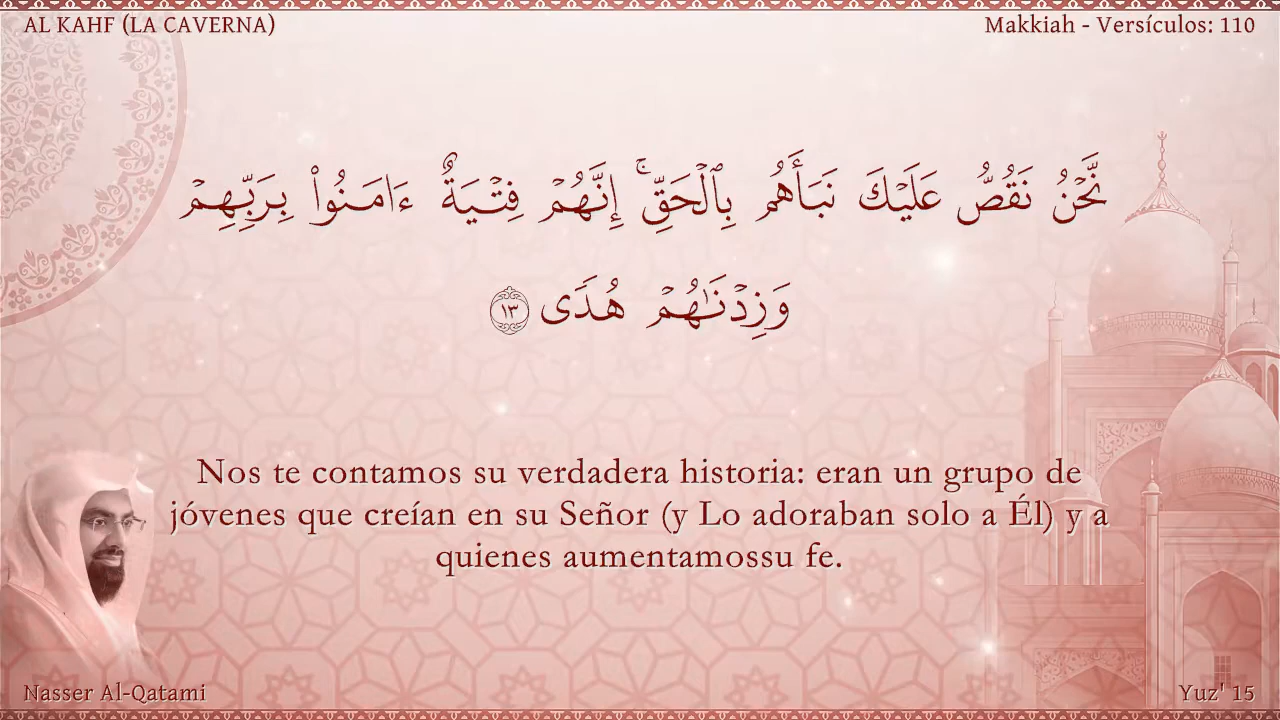 AL KAHF (LA CAVERNA)
Makkiah - Versículos: 110
نَّحۡنُ نَقُصُّ عَلَيۡكَ نَبَأَهُم بِٱلۡحَقِّۚ إِنَّهُمۡ فِتۡيَةٌ ءَامَنُواْ بِرَبِّهِمۡ
وَزِدۡنَٰهُمۡ هُدٗى ١٣
Nos te contamos su verdadera historia: eran un grupo de
jóvenes que creían en su Señor (y Lo adoraban solo a Él) y a
quienes aumentamossu fe.
Nasser Al-Qatami
Yuz' 15